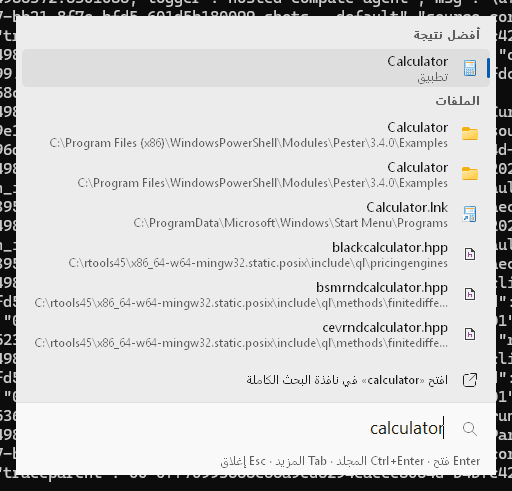 أفضل نتيجة
Calculator
تطبيق
الملفات
Calculator
C:\Program Files (x86)\WindowsPowerShell\Modules\Pester\3.4.0\Examples
Calculator
C:\Program Files\WindowsPowerShell\Modules\Pester\3.4.0\Examples
Calculator.lnk
C:\ProgramData\Microsoft\Windows\Start Menu\Programs
blackcalculator.hpp
C:\rtools45\x86_64-w64-mingw32.static.posix\include\ql\pricingengines
bsmrndcalculator.hpp
C:\rtools45\x86_64-w64-mingw32.static.posix\include\ql\methods\finitediffe...
cevrndcalculator.hpp
C:\rtools45\x86_64-w64-mingw32.static.posix\include\ql\methods\finitediffe...
افتح «calculator» في نافذة البحث الكاملة
calculator
Enter فتح · Ctrl+Enter المجلد · Tab المزيد · Esc إغلاق